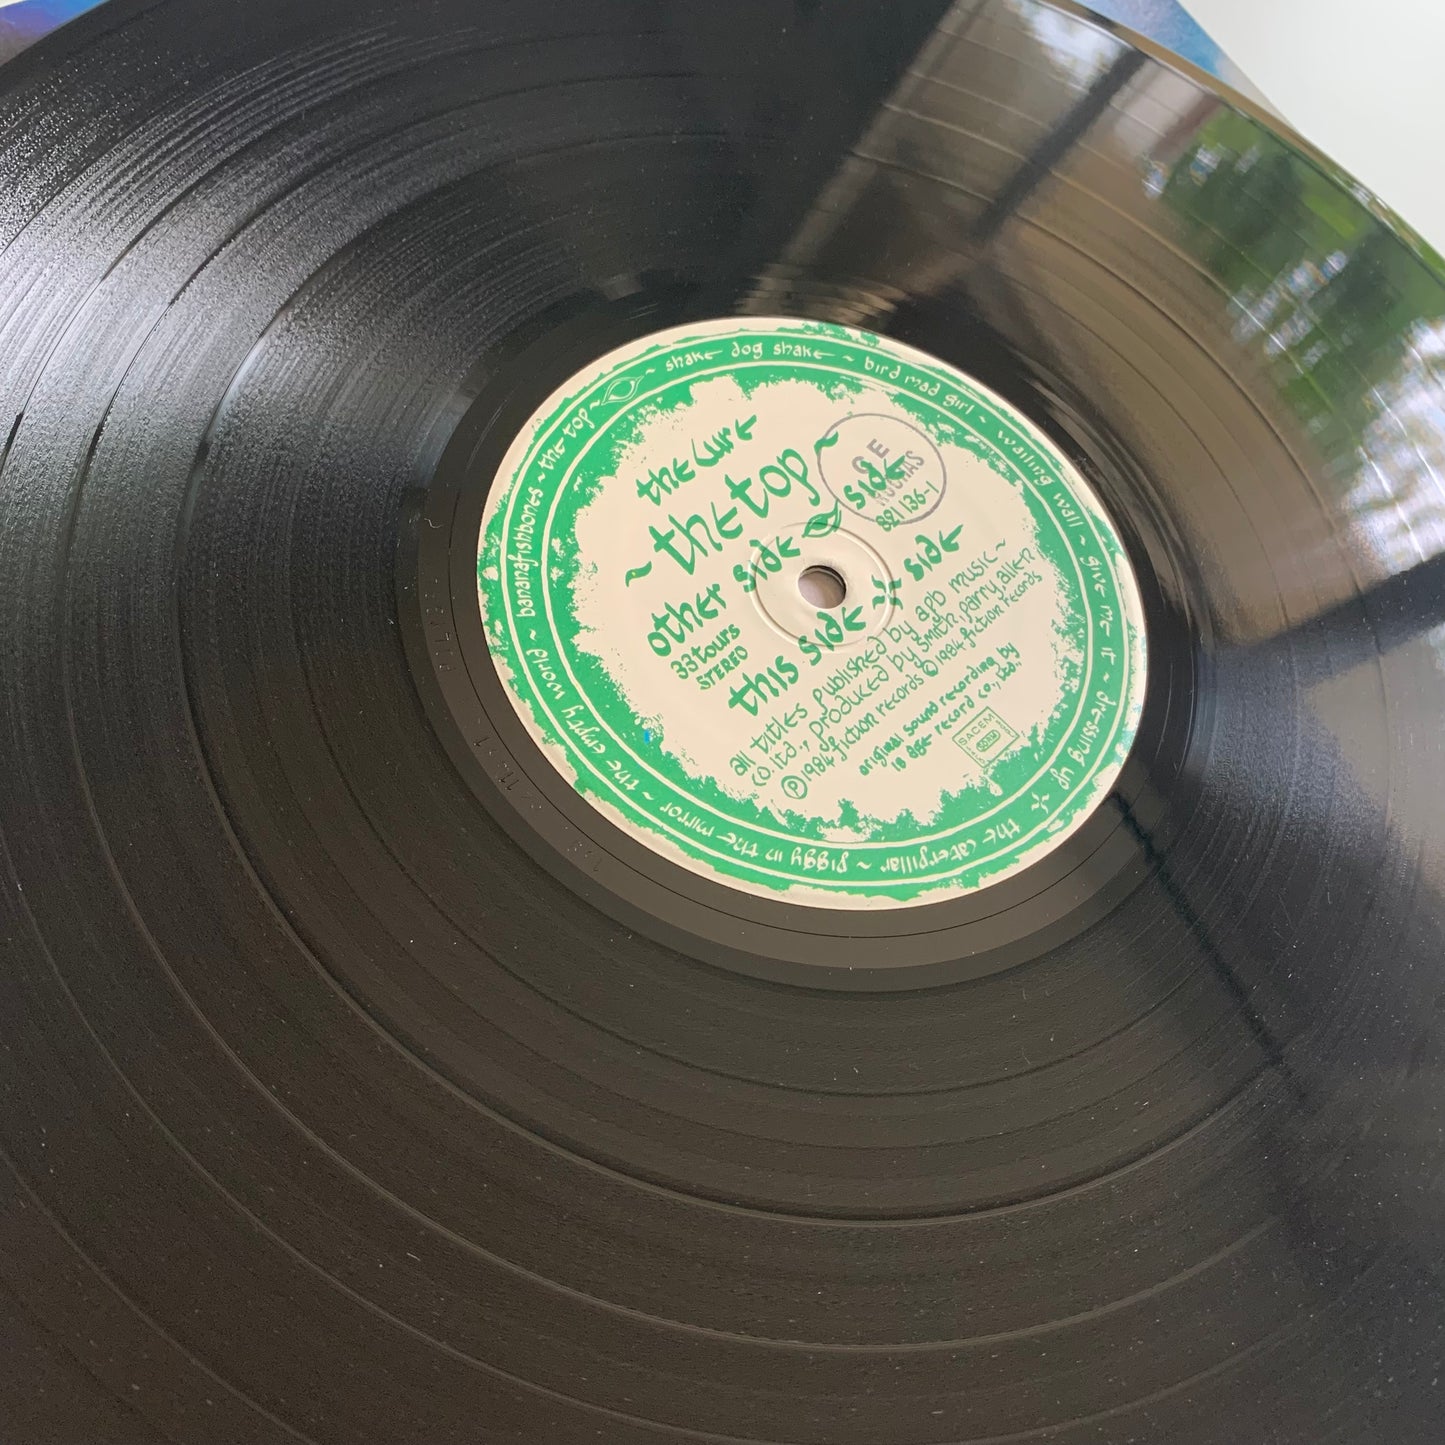 ~ shake dog shake ~ bird mad girl ~ wailing wall ~ give me it ~ dressing up
the caterpillar ~ piggy in the mirror ~ the empty world ~ bananafishbones ~ the top ~
the Cure
~ the top ~
other side side
33 tours
STEREO
this side side
821 136-1
all titles published by apb music
co. ltd., produced by smith, parry, allen
℗ 1984 fiction records © 1984 fiction records
original sound recording by
record co., ltd.,
SACEM